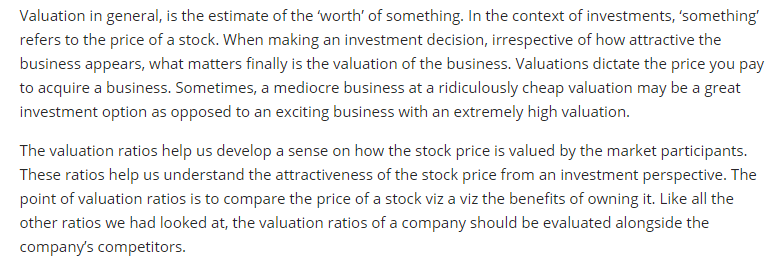 Valuation in general, is the estimate of the ‘worth’ of something. In the context of investments, ‘something’
refers to the price of a stock. When making an investment decision, irrespective of how attractive the
business appears, what matters finally is the valuation of the business. Valuations dictate the price you pay
to acquire a business. Sometimes, a mediocre business at a ridiculously cheap valuation may be a great
investment option as opposed to an exciting business with an extremely high valuation.
The valuation ratios help us develop a sense on how the stock price is valued by the market participants.
These ratios help us understand the attractiveness of the stock price from an investment perspective. The
point of valuation ratios is to compare the price of a stock viz a viz the benefits of owning it. Like all the
other ratios we had looked at, the valuation ratios of a company should be evaluated alongside the
company’s competitors.